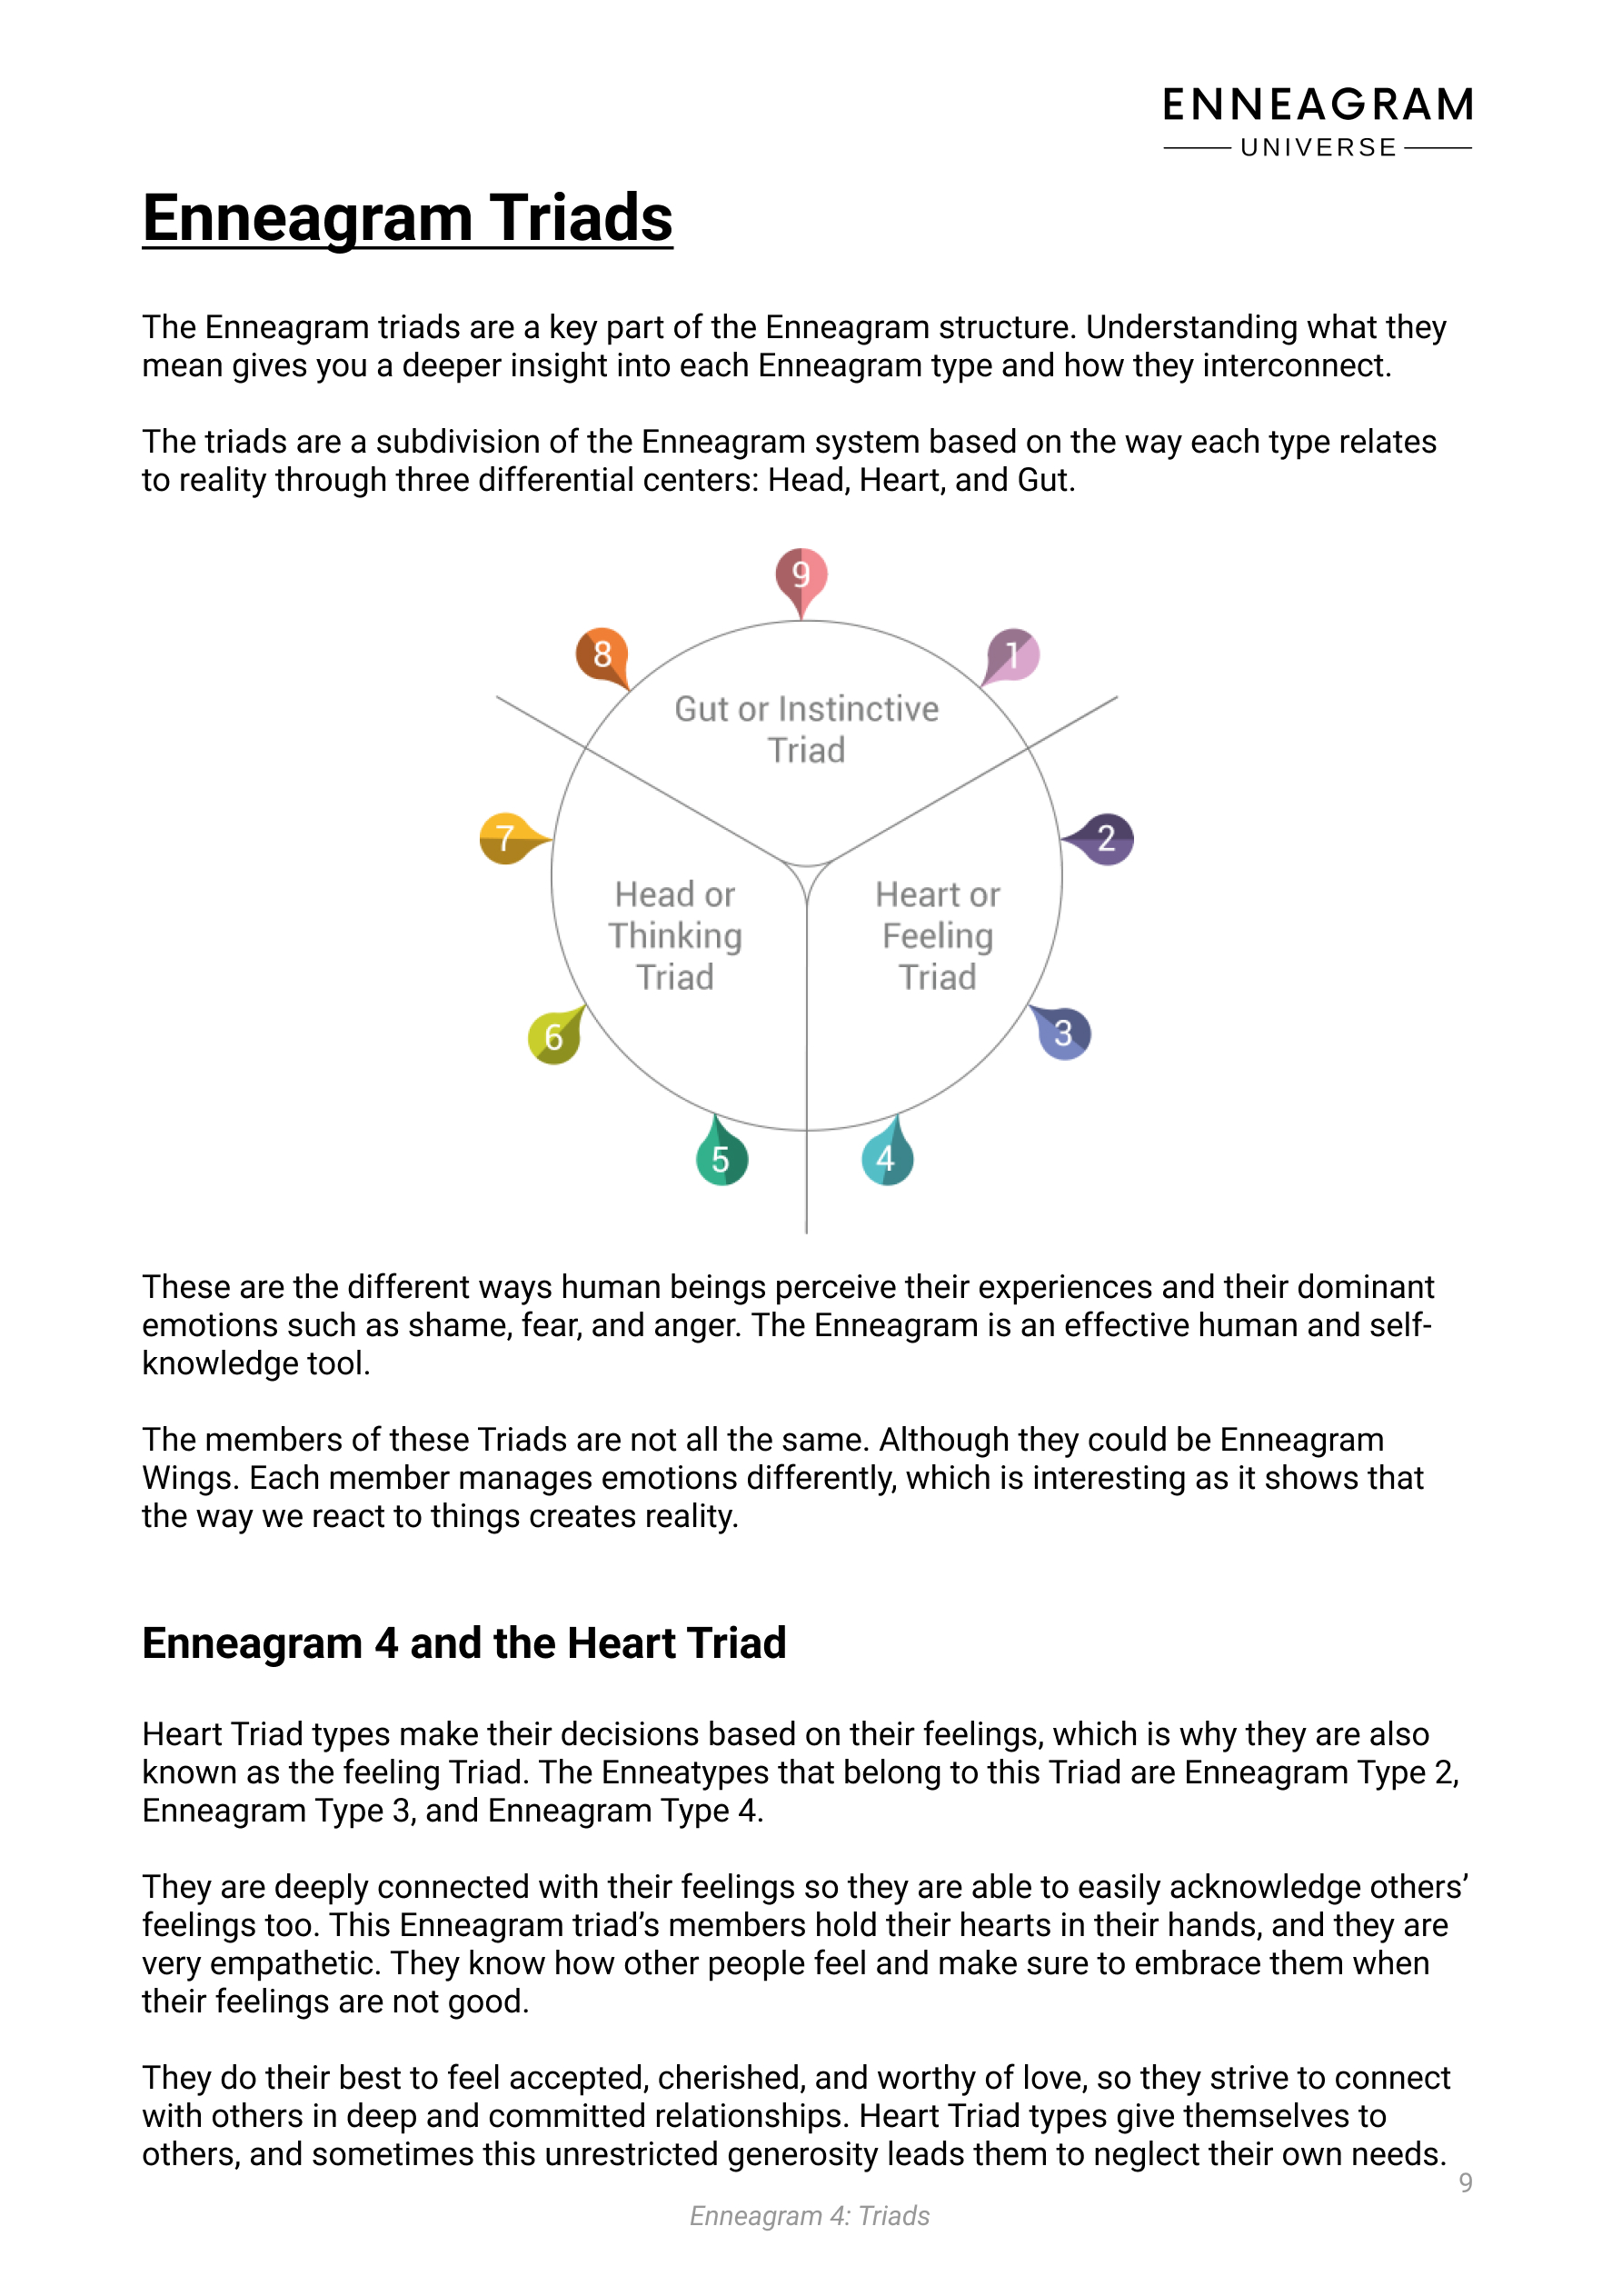 ENNEAGRAM
UNIVERSE
Enneagram Triads
The Enneagram triads are a key part of the Enneagram structure. Understanding what they
mean gives you a deeper insight into each Enneagram type and how they interconnect.
The triads are a subdivision of the Enneagram system based on the way each type relates
to reality through three differential centers: Head, Heart, and Gut.
9
8
1
Gut or Instinctive
Triad
7
2
Head or
Thinking
Triad
Heart or
Feeling
Triad
6
3
5
4
These are the different ways human beings perceive their experiences and their dominant
emotions such as shame, fear, and anger. The Enneagram is an effective human and self-
knowledge tool.
The members of these Triads are not all the same. Although they could be Enneagram
Wings. Each member manages emotions differently, which is interesting as it shows that
the way we react to things creates reality.
Enneagram 4 and the Heart Triad
Heart Triad types make their decisions based on their feelings, which is why they are also
known as the feeling Triad. The Enneatypes that belong to this Triad are Enneagram Type 2,
Enneagram Type 3, and Enneagram Type 4.
They are deeply connected with their feelings so they are able to easily acknowledge others’
feelings too. This Enneagram triad’s members hold their hearts in their hands, and they are
very empathetic. They know how other people feel and make sure to embrace them when
their feelings are not good.
They do their best to feel accepted, cherished, and worthy of love, so they strive to connect
with others in deep and committed relationships. Heart Triad types give themselves to
others, and sometimes this unrestricted generosity leads them to neglect their own needs.
9
Enneagram 4: Triads